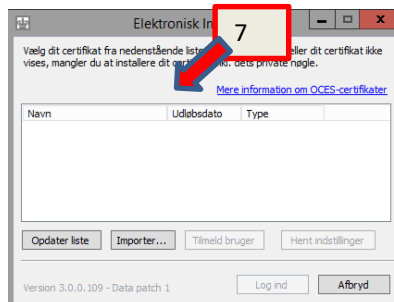 Elektronisk In
7
Vælg dit certifikat fra nedenstående liste eller dit certifikat ikke
vises, mangler du at installere dit inkl. dets private nøgle.
Mere information om OCES-certifikater
Navn Udløbsdato Type
Opdater liste Importer... Tilmeld bruger Hent indstillinger
Version 3.0.0.109 - Data patch 1 Log ind Afbryd